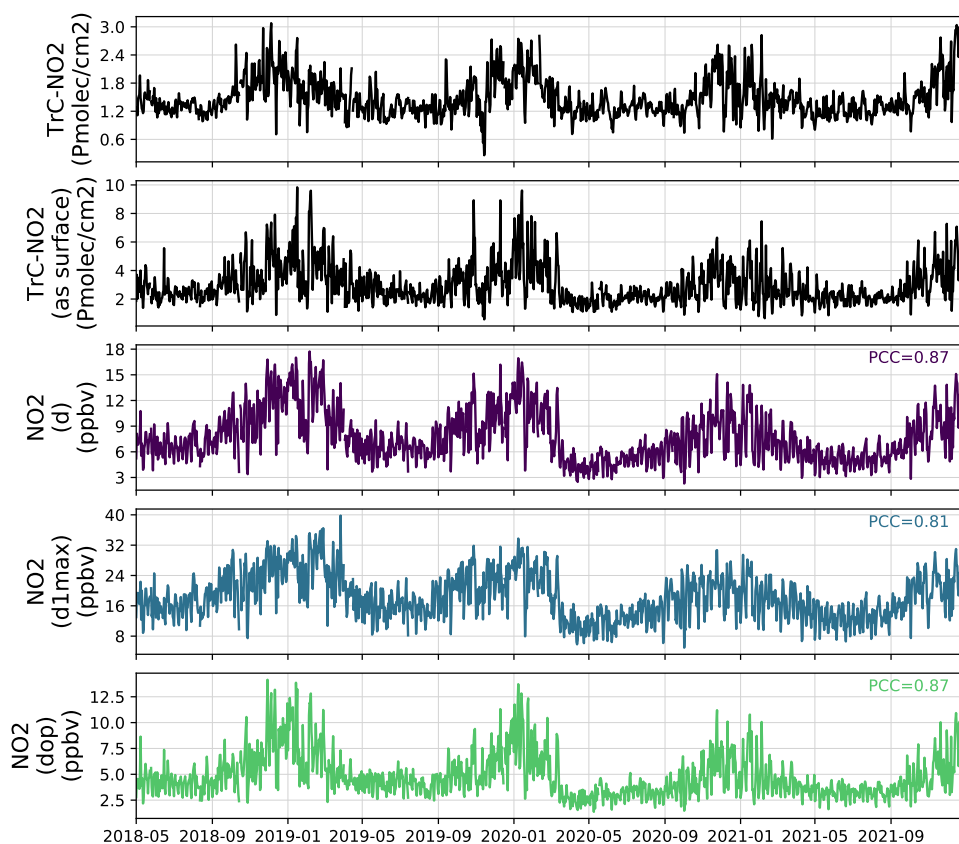 TrC-NO2
(Pmolec/cm2)
3.0
2.4
1.8
1.2
0.6
TrC-NO2
(as surface)
(Pmolec/cm2)
10
8
6
4
2
NO2
(d)
(ppbv)
18
15
12
9
6
3
PCC=0.87
NO2
(d1max)
(ppbv)
40
32
24
16
8
PCC=0.81
NO2
(dop)
(ppbv)
12.5
10.0
7.5
5.0
2.5
PCC=0.87
2018-05 2018-09 2019-01 2019-05 2019-09 2020-01 2020-05 2020-09 2021-01 2021-05 2021-09